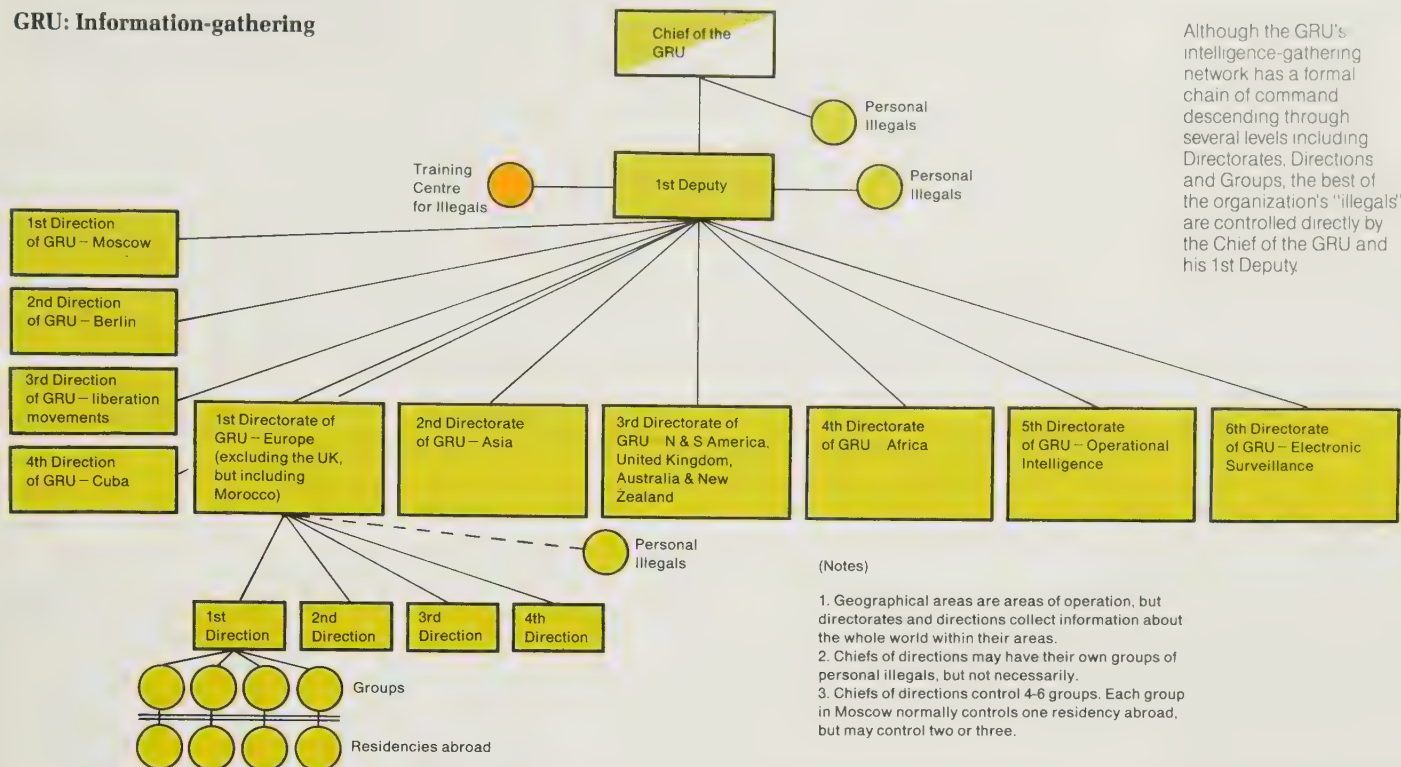 GRU: Information-gathering
Chief of the
GRU
Personal
Illegals
Although the GRU's
intelligence-gathering
network has a formal
chain of command
descending through
several levels including
Directorates, Directions
and Groups, the best of
the organization's "illegals"
are controlled directly by
the Chief of the GRU and
his 1st Deputy
Training
Centre
for Illegals
1st Deputy
Personal
Illegals
1st Direction
of GRU – Moscow
2nd Direction
of GRU – Berlin
3rd Direction
of GRU – liberation
movements
4th Direction
of GRU – Cuba
1st Directorate of
GRU – Europe
(excluding the UK,
but including
Morocco)
2nd Directorate
of GRU – Asia
3rd Directorate of
GRU N & S America,
United Kingdom,
Australia & New
Zealand
4th Directorate
of GRU Africa
5th Directorate
of GRU – Operational
Intelligence
6th Directorate
of GRU – Electronic
Surveillance
Personal
Illegals
1st
Direction
2nd
Direction
3rd
Direction
4th
Direction
Groups
Residencies abroad
(Notes)
1. Geographical areas are areas of operation, but
directorates and directions collect information about
the whole world within their areas.
2. Chiefs of directions may have their own groups of
personal illegals, but not necessarily.
3. Chiefs of directions control 4-6 groups. Each group
in Moscow normally controls one residency abroad,
but may control two or three.